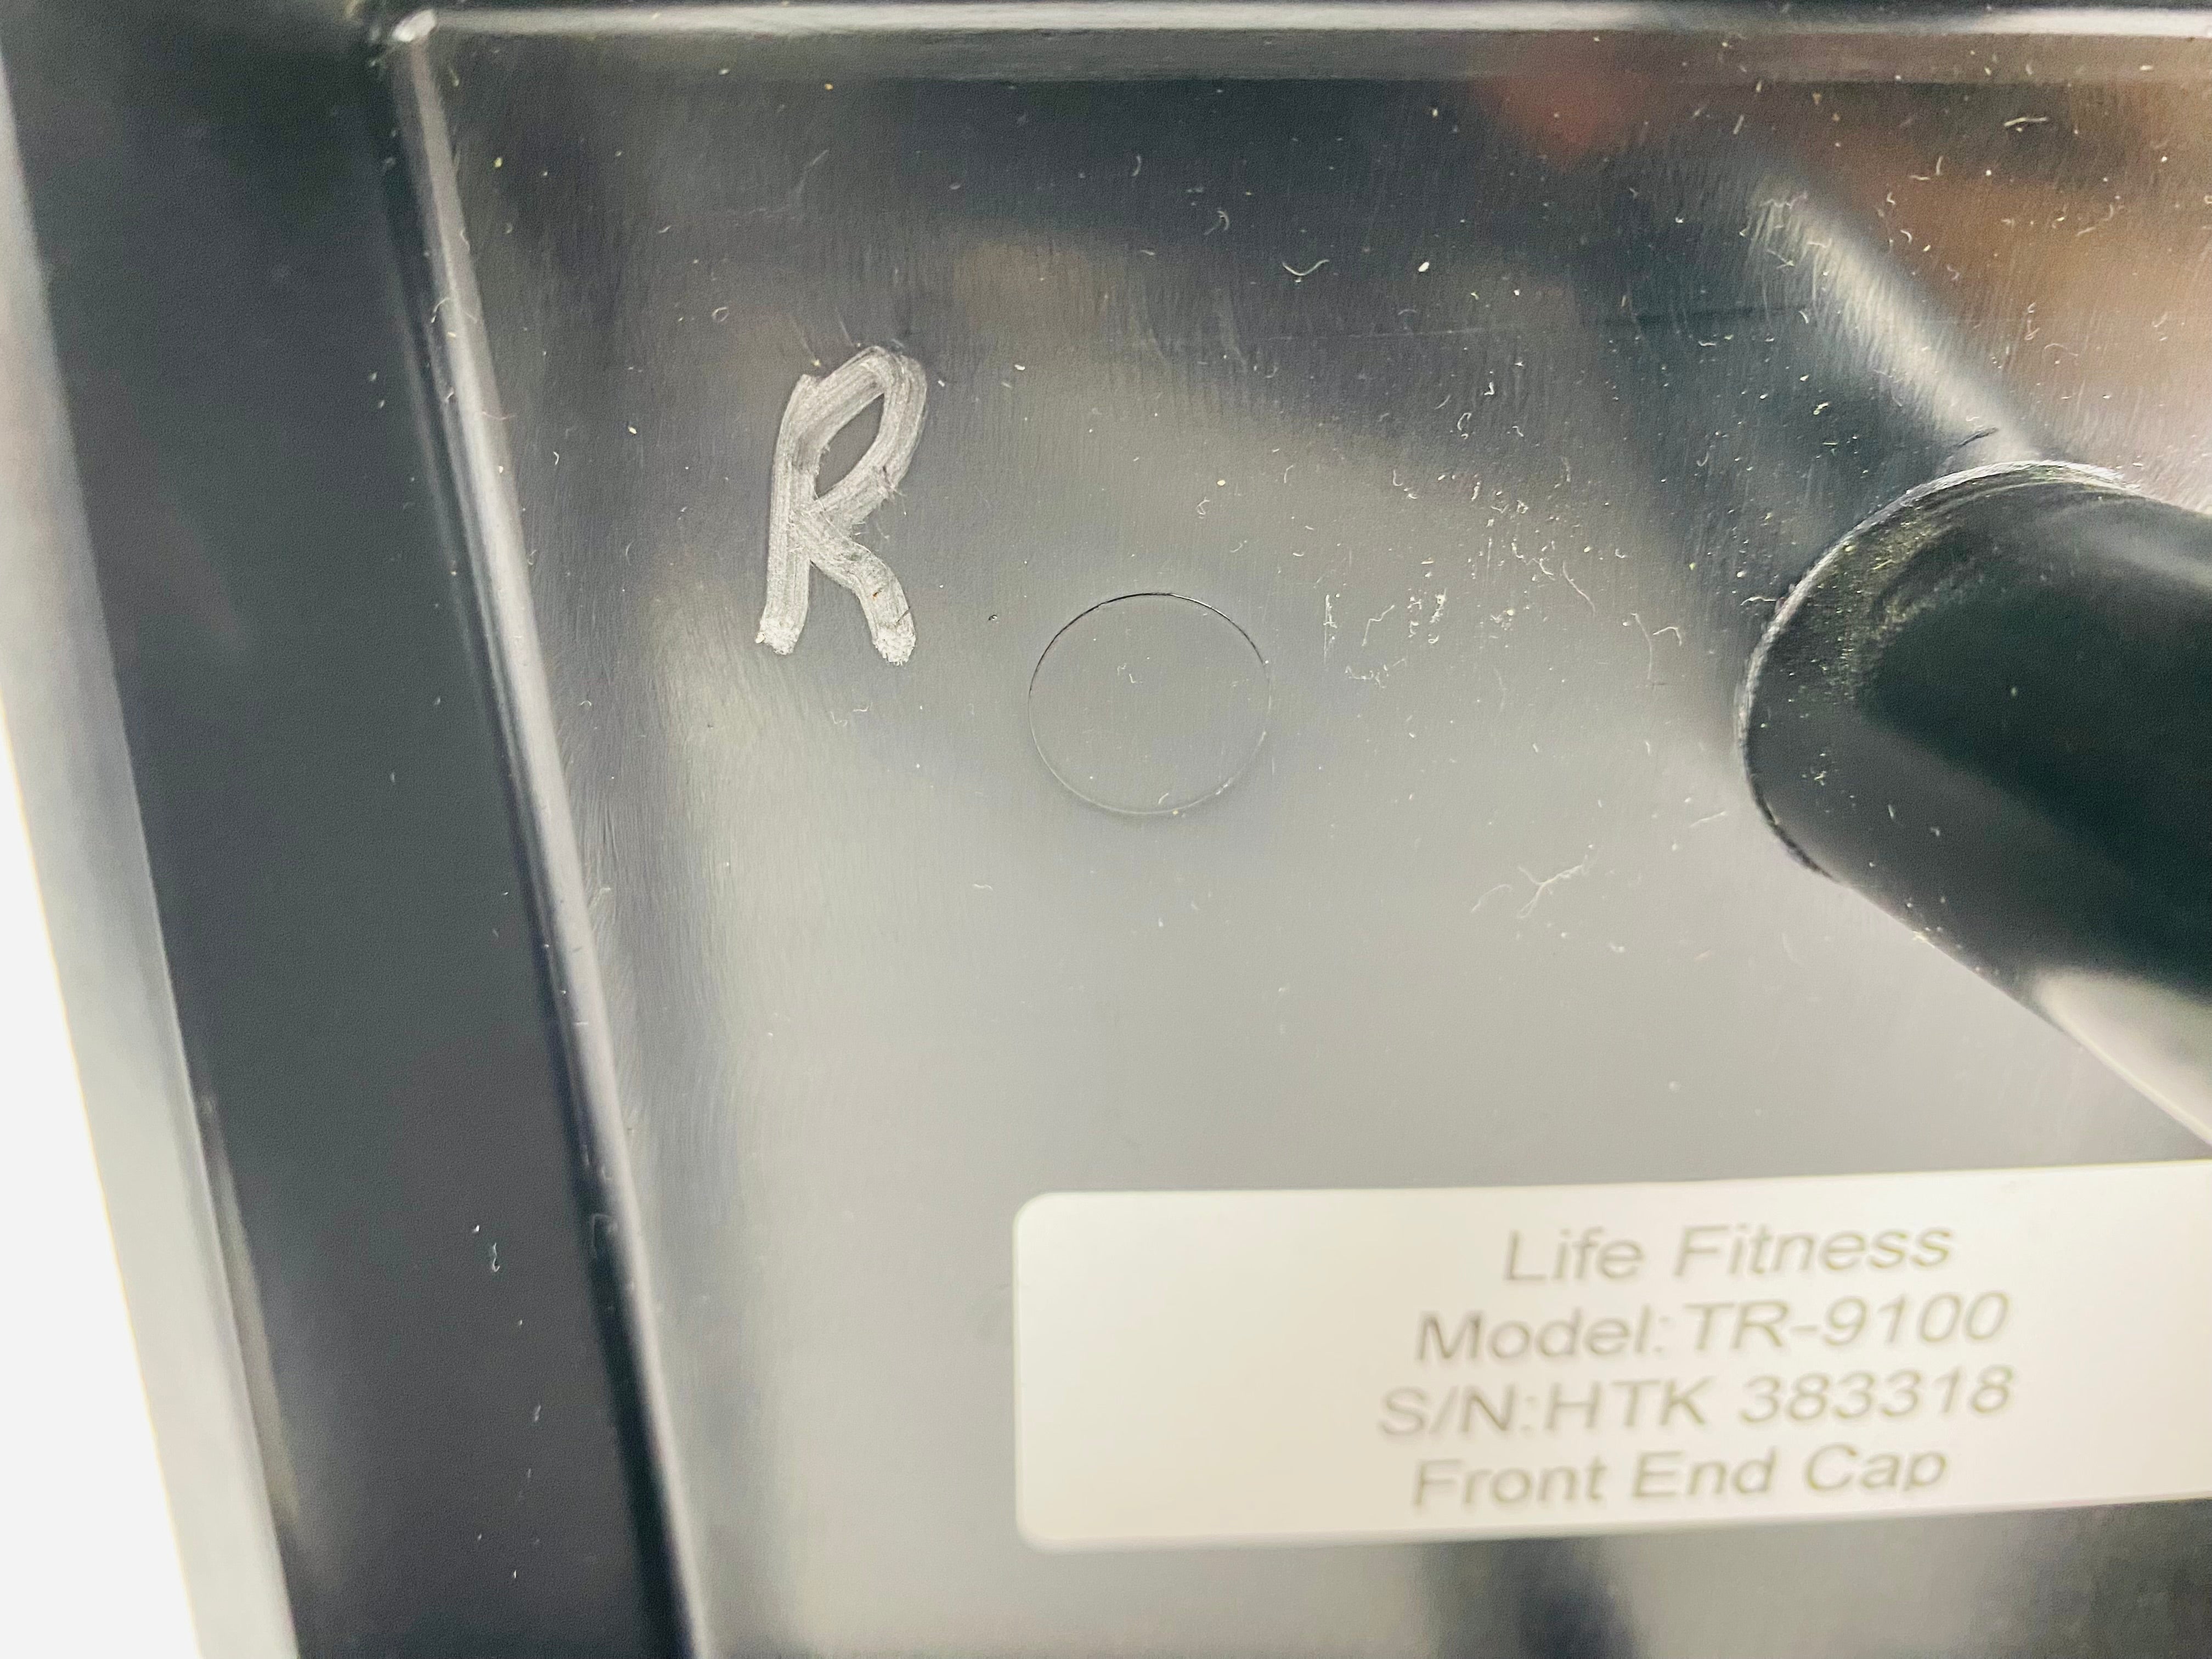 R
Life Fitness
Model:TR-9100
S/N:HTK 383318
Front End Cap